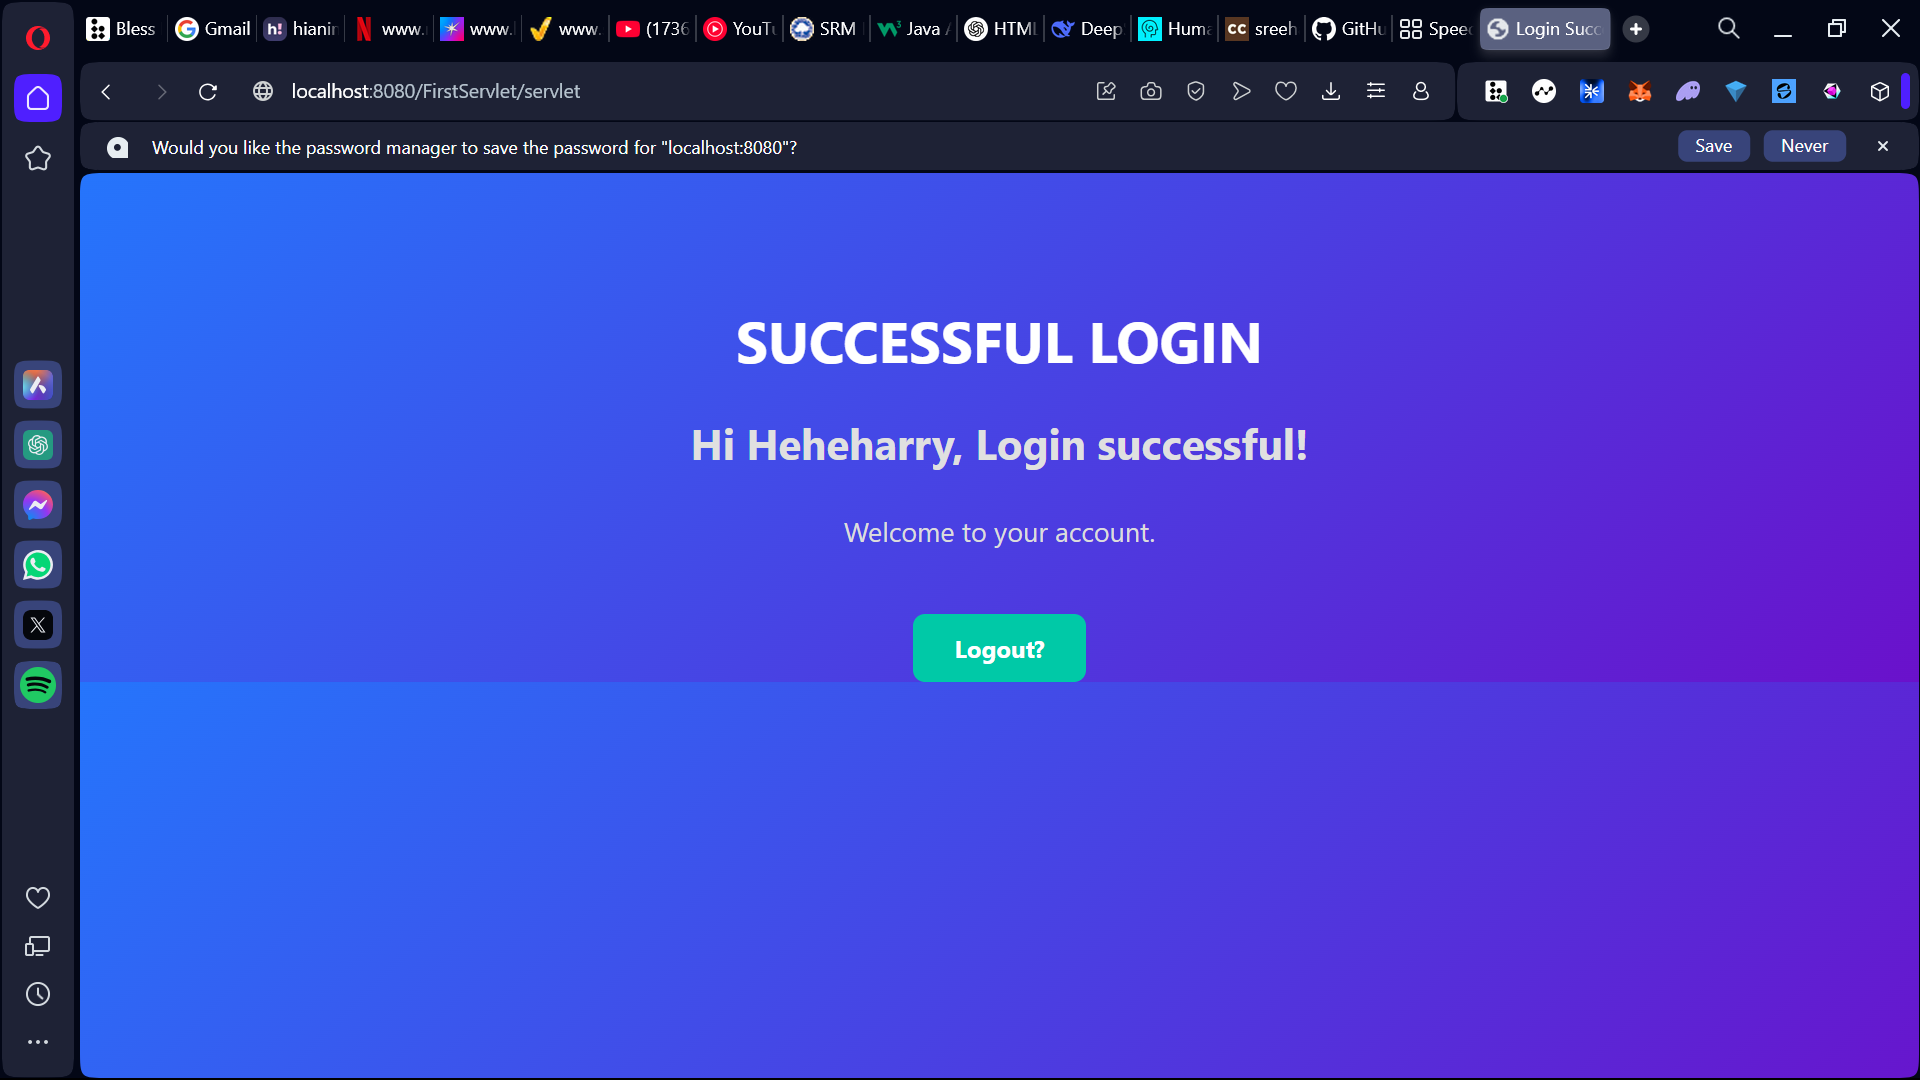 Bless
Gmail
h! hianin
www.
www.
www.
(1736
YouTu
SRM
Java
HTML
Deep
Huma
cc sreeh
GitHu
Speed
Login Succ
localhost:8080/FirstServlet/servlet
Would you like the password manager to save the password for "localhost:8080"?
Save
Never
SUCCESSFUL LOGIN
Hi Heheharry, Login successful!
Welcome to your account.
Logout?